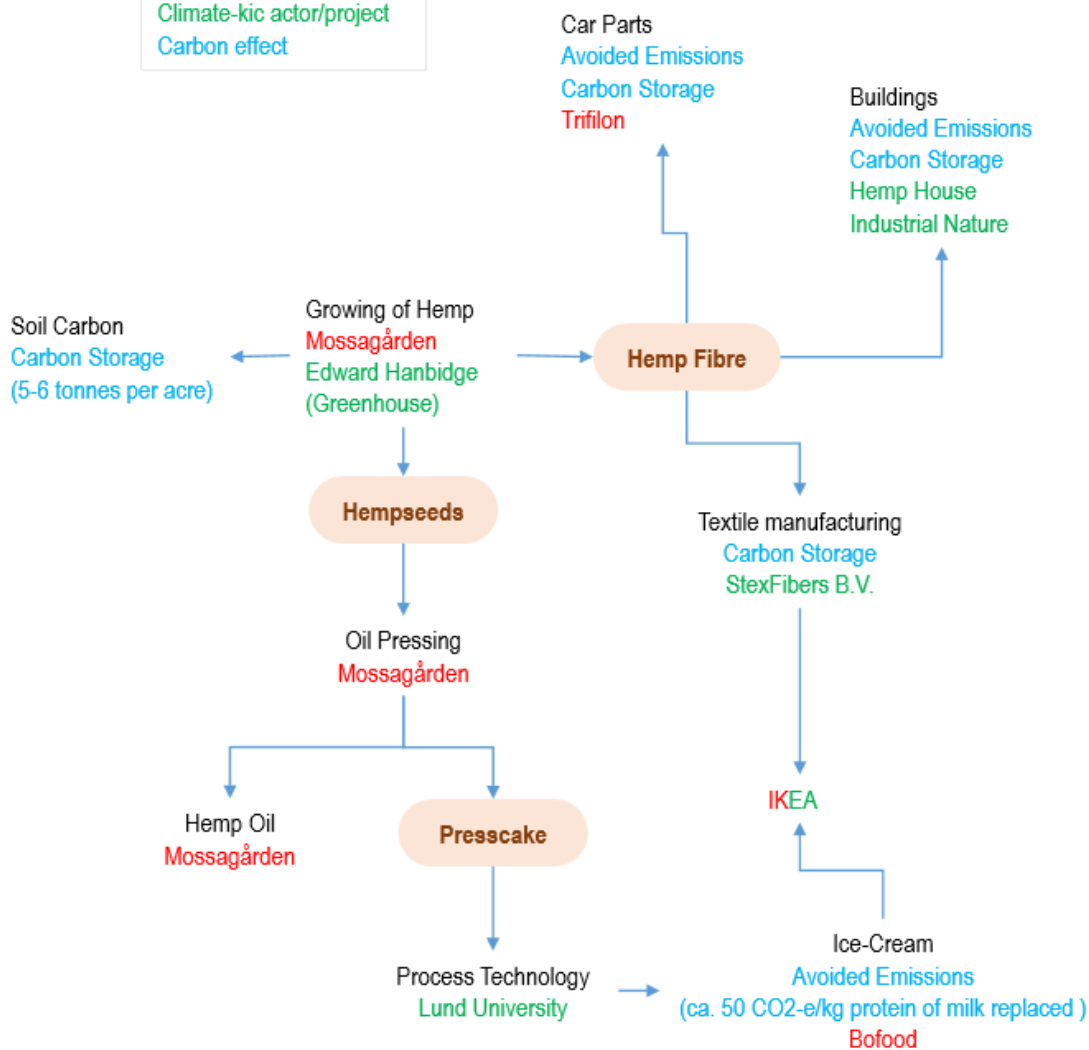 Climate-kic actor/project
Carbon effect
Car Parts
Avoided Emissions
Carbon Storage
Trifilon
Buildings
Avoided Emissions
Carbon Storage
Hemp House
Industrial Nature
Soil Carbon
Carbon Storage
(5-6 tonnes per acre)
Growing of Hemp
Mossagården
Edward Hanbidge
(Greenhouse)
Hemp Fibre
Hempseeds
Textile manufacturing
Carbon Storage
StexFibers B.V.
Oil Pressing
Mossagården
IKEA
Hemp Oil
Mossagården
Presscake
Process Technology
Lund University
Ice-Cream
Avoided Emissions
(ca. 50 CO2-e/kg protein of milk replaced )
Bofood